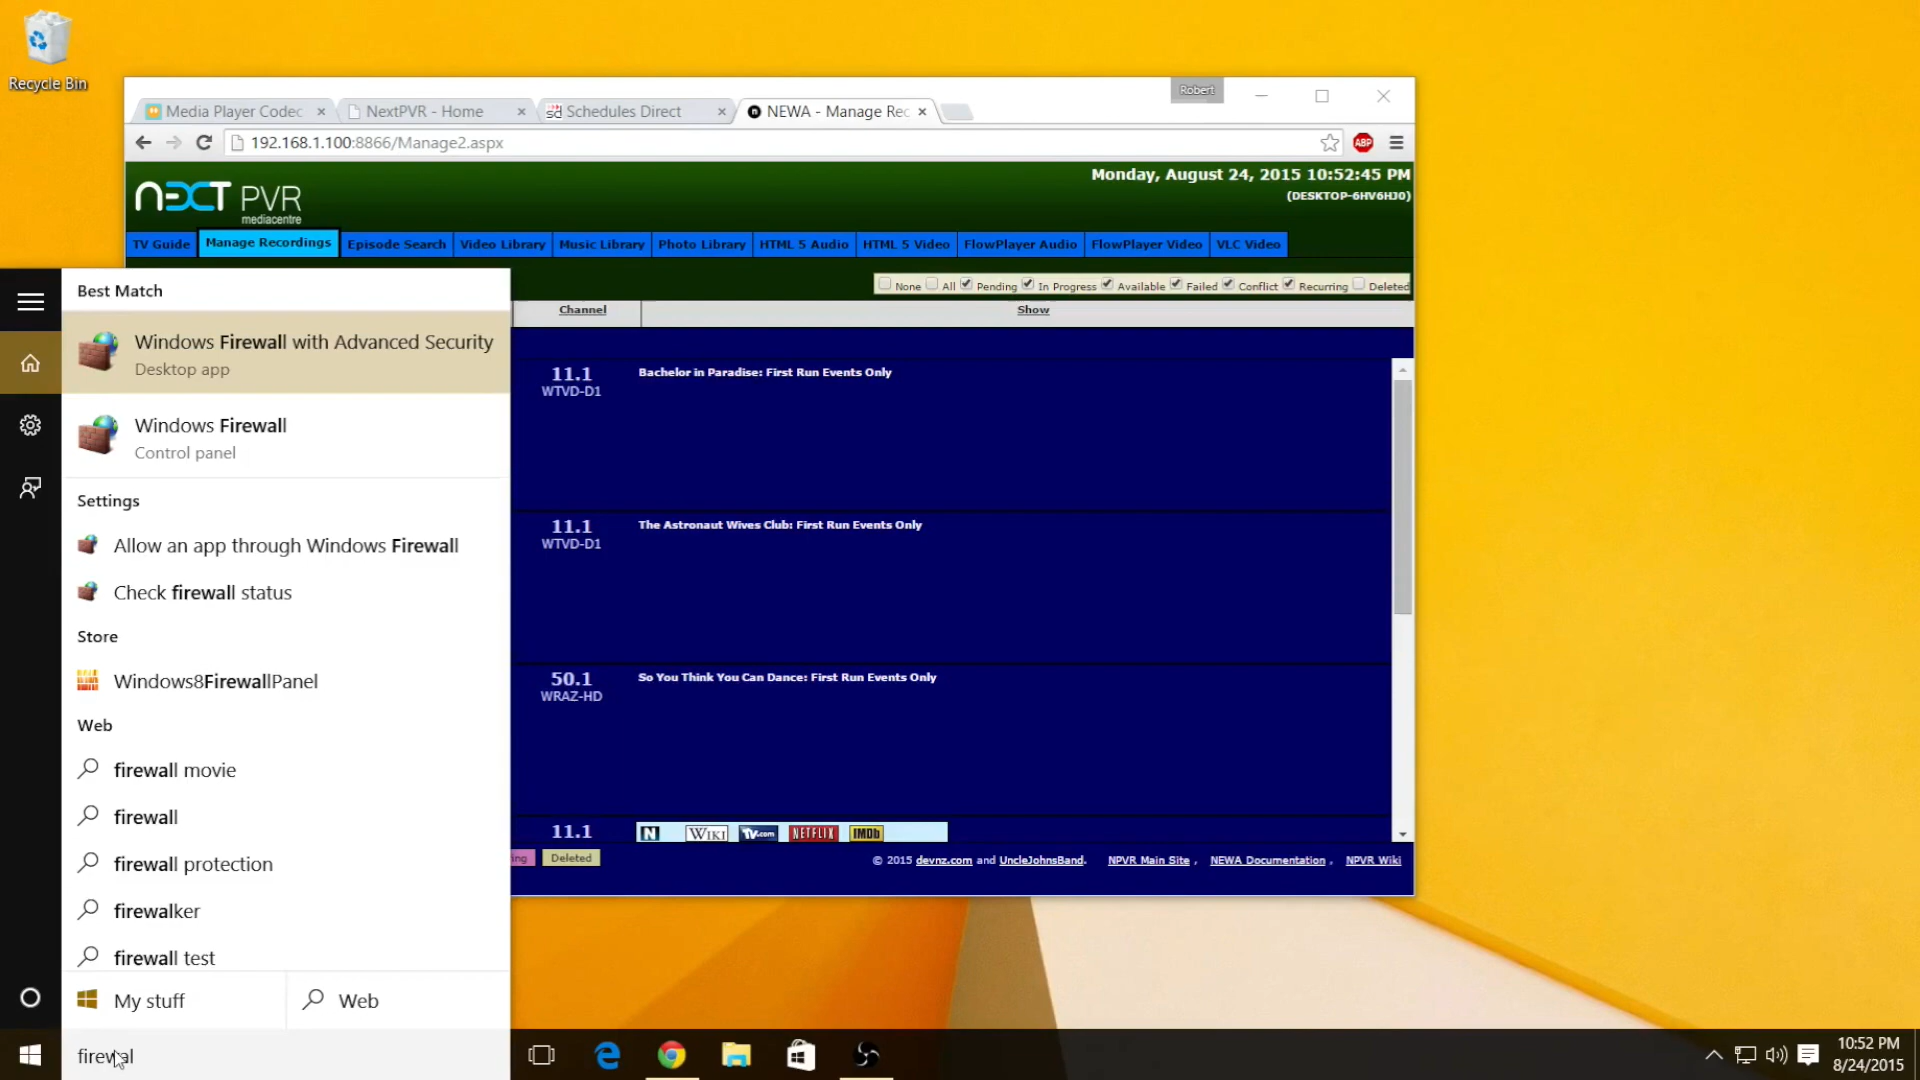 Recycle Bin
Robert
Media Player Codec
NextPVR - Home
Schedules Direct
NEWA - Manage Rec
192.168.1.100:8866/Manage2.aspx
ABP
Monday, August 24, 2015 10:52:45 PM
(DESKTOP-6HV6HJ0)
NEXT PVR
mediacentre
TV Guide
Manage Recordings
Episode Search
Video Library
Music Library
Photo Library
HTML 5 Audio
HTML 5 Video
FlowPlayer Audio
FlowPlayer Video
VLC Video
None All Pending In Progress Available Failed Conflict Recurring Deleted
Channel
Show
11.1
WTVD-D1
Bachelor in Paradise: First Run Events Only
11.1
WTVD-D1
The Astronaut Wives Club: First Run Events Only
50.1
WRAZ-HD
So You Think You Can Dance: First Run Events Only
11.1
N WIKI TV.com NETFLIX IMDb
ing
Deleted
© 2015 devnz.com and UncleJohnsBand. NPVR Main Site , NEWA Documentation , NPVR Wiki
Best Match
Windows Firewall with Advanced Security
Desktop app
Windows Firewall
Control panel
Settings
Allow an app through Windows Firewall
Check firewall status
Store
Windows8FirewallPanel
Web
firewall movie
firewall
firewall protection
firewalker
firewall test
My stuff
Web
firewal
10:52 PM
8/24/2015